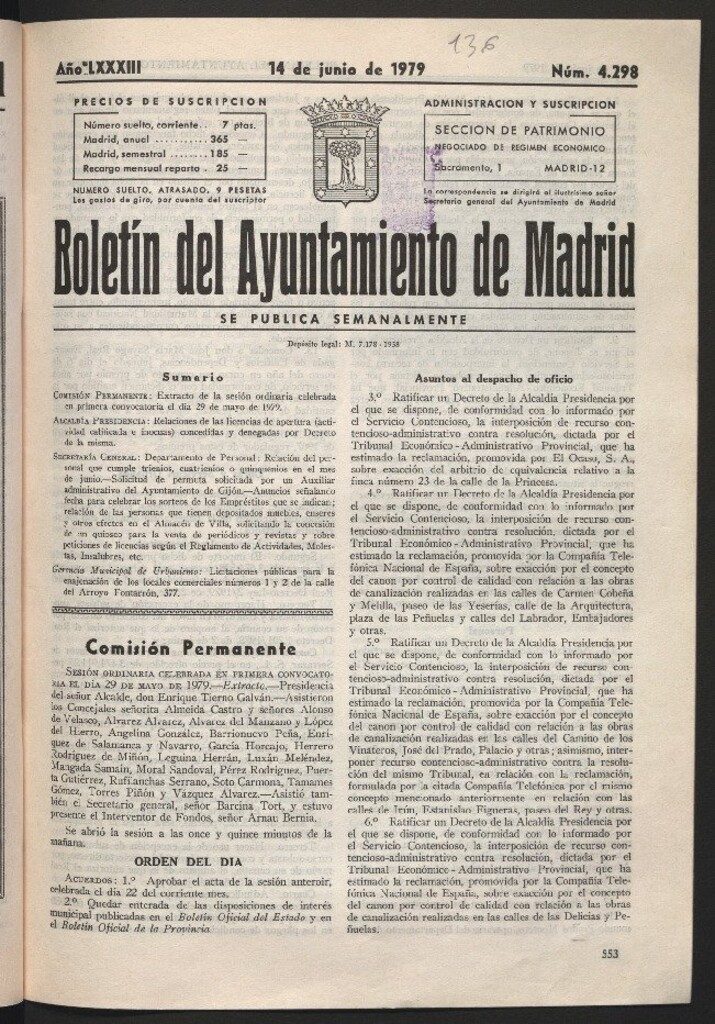 136
Año LXXXIII 14 de junio de 1979 Núm. 4.298
PRECIOS DE SUSCRIPCION
Número suelto, corriente.. 7 ptas.
Madrid, anual .......... 365 —
Madrid, semestral ........ 185 —
Recargo mensual reparto . 25 —
NUMERO SUELTO, ATRASADO, 9 PESETAS
Los gastos de giro, por cuenta del suscriptor
ADMINISTRACION Y SUSCRIPCION
SECCION DE PATRIMONIO
NEGOCIADO DE REGIMEN ECONOMICO
Sacramento, 1 MADRID-12
La correspondencia se dirigirá al ilustrísimo señor
Secretario general del Ayuntamiento de Madrid
Boletín del Ayuntamiento de Madrid
SE PUBLICA SEMANALMENTE
Depósito legal: M. 7.178 - 1958
Sumario
COMISIÓN PERMANENTE: Extracto de la sesión ordinaria celebrada
en primera convocatoria el día 29 de mayo de 1979.
ALCALDÍA PRESIDENCIA: Relaciones de las licencias de apertura (acti-
vidad calificada e inocuas) concedidas y denegadas por Decreto
de la misma.
SECRETARÍA GENERAL: Departamento de Personal: Relación del per-
sonal que cumple trienios, cuatrienios o quinquenios en el mes
de junio.—Solicitud de permuta solicitada por un Auxiliar
administrativo del Ayuntamiento de Gijón.—Anuncios señalando
fecha para celebrar los sorteos de los Empréstitos que se indican;
relación de las personas que tienen depositados muebles, enseres
y otros efectos en el Almacén de Villa, solicitando la concesión
de un quiosco para la venta de periódicos y revistas y sobre
peticiones de licencias según el Reglamento de Actividades, Moles-
tas, Insalubres, etc.
Gerencia Municipal de Urbanismo: Licitaciones públicas para la
enajenación de los locales comerciales números 1 y 2 de la calle
del Arroyo Fontarrón, 377.
Comisión Permanente
SESIÓN ORDINARIA CELEBRADA EN PRIMERA CONVOCATO-
RIA EL DÍA 29 DE MAYO DE 1979.—Extracto.—Presidencia
del señor Alcalde, don Enrique Tierno Galván.—Asistieron
los Concejales señorita Almeida Castro y señores Alonso
de Velasco, Alvarez Alvarez, Alvarez del Manzano y López
del Hierro, Angelina González, Barrionuevo Peña, Enrí-
quez de Salamanca y Navarro, García Horcajo, Herrero
Rodríguez de Miñón, Leguina Herrán, Luxán Meléndez,
Mangada Samain, Moral Sandoval, Pérez Rodríguez, Puer-
ta Gutiérrez, Rufilanchas Serrano, Soto Carmona, Tamames
Gómez, Torres Piñón y Vázquez Alvarez.—Asistió tam-
bién el Secretario general, señor Barcina Tort, y estuvo
presente el Interventor de Fondos, señor Arnau Bernia.
Se abrió la sesión a las once y quince minutos de la
mañana.
ORDEN DEL DIA
ACUERDOS: 1.º Aprobar el acta de la sesión anteroir,
celebrada el día 22 del corriente mes.
2.º Quedar enterada de las disposiciones de interés
municipal publicadas en el Boletín Oficial del Estado y en
el Boletín Oficial de la Provincia.
Asuntos al despacho de oficio
3.º Ratificar un Decreto de la Alcaldía Presidencia por
el que se dispone, de conformidad con lo informado por
el Servicio Contencioso, la interposición de recurso con-
tencioso-administrativo contra resolución, dictada por el
Tribunal Económico - Administrativo Provincial, que ha
estimado la reclamación, promovida por El Ocaso, S. A.,
sobre exacción del arbitrio de equivalencia relativo a la
finca número 23 de la calle de la Princesa.
4.º Ratificar un Decreto de la Alcaldía Presidencia por
el que se dispone, de conformidad con lo informado por
el Servicio Contencioso, la interposición de recurso con-
tencioso-administrativo contra resolución, dictada por el
Tribunal Económico - Administrativo Provincial, que ha
estimado la reclamación, promovida por la Compañía Tele-
fónica Nacional de España, sobre exacción por el concepto
del canon por control de calidad con relación a las obras
de canalización realizadas en las calles de Carmen Cobeña
y Melilla, paseo de las Yeserías, calle de la Arquitectura,
plaza de las Peñuelas y calles del Labrador, Embajadores
y otras.
5.º Ratificar un Decreto de la Alcaldía Presidencia por
el que se dispone, de conformidad con lo informado por
el Servicio Contencioso, la interposición de recurso con-
tencioso-administrativo contra resolución, dictada por el
Tribunal Económico - Administrativo Provincial, que ha
estimado la reclamación, promovida por la Compañía Tele-
fónica Nacional de España, sobre exacción por el concepto
del canon por control de calidad con relación a las obras
de canalización realizadas en las calles del Camino de los
Vinateros, José del Prado, Palacio y otras; asimismo, inter-
poner recurso contencioso-administrativo contra la resolu-
ción del mismo Tribunal, en relación con la reclamación,
formulada por la citada Compañía Telefónica por el mismo
concepto mencionado anteriormente en relación con las
calles de Irún, Estanislao Figueras, paseo del Rey y otras.
6.º Ratificar un Decreto de la Alcaldía Presidencia por
el que se dispone, de conformidad con lo informado por
el Servicio Contencioso, la interposición de recurso con-
tencioso-administrativo contra resolución, dictada por el
Tribunal Económico - Administrativo Provincial, que ha
estimado la reclamación, promovida por la Compañía Tele-
fónica Nacional de España, sobre exacción por el concepto
del canon por control de calidad con relación a las obras
de canalización realizadas en las calles de las Delicias y Pe-
ñuelas.
553